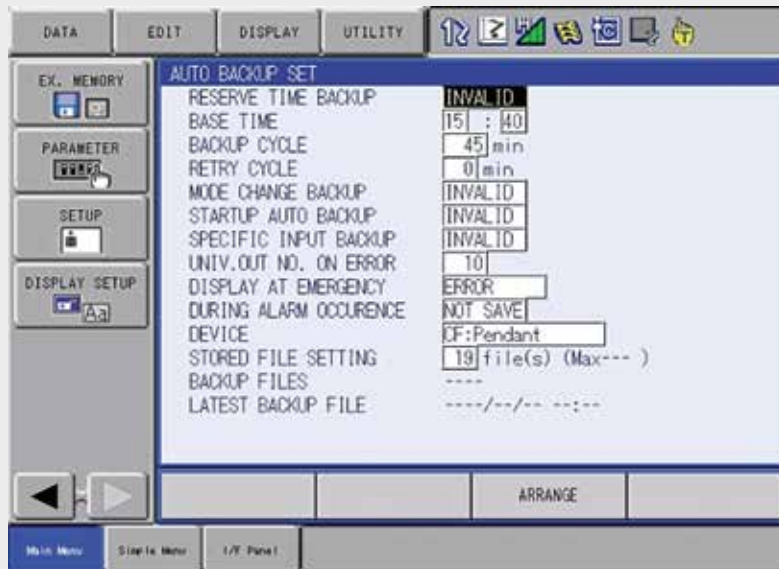 DATA
EDIT
DISPLAY
UTILITY
EX. MEMORY
PARAMETER
SETUP
DISPLAY SETUP
Aa
AUTO BACKUP SET
RESERVE TIME BACKUP INVALID
BASE TIME 15 : 40
BACKUP CYCLE 45 min
RETRY CYCLE 0 min
MODE CHANGE BACKUP INVALID
STARTUP AUTO BACKUP INVALID
SPECIFIC INPUT BACKUP INVALID
UNIV.OUT NO. ON ERROR 10
DISPLAY AT EMERGENCY ERROR
DURING ALARM OCCURENCE NOT SAVE
DEVICE CF:Pendant
STORED FILE SETTING 19 file(s) (Max--- )
BACKUP FILES ----
LATEST BACKUP FILE ----/--/-- --:--
ARRANGE
Main Menu
Simple Menu
I/F Panel